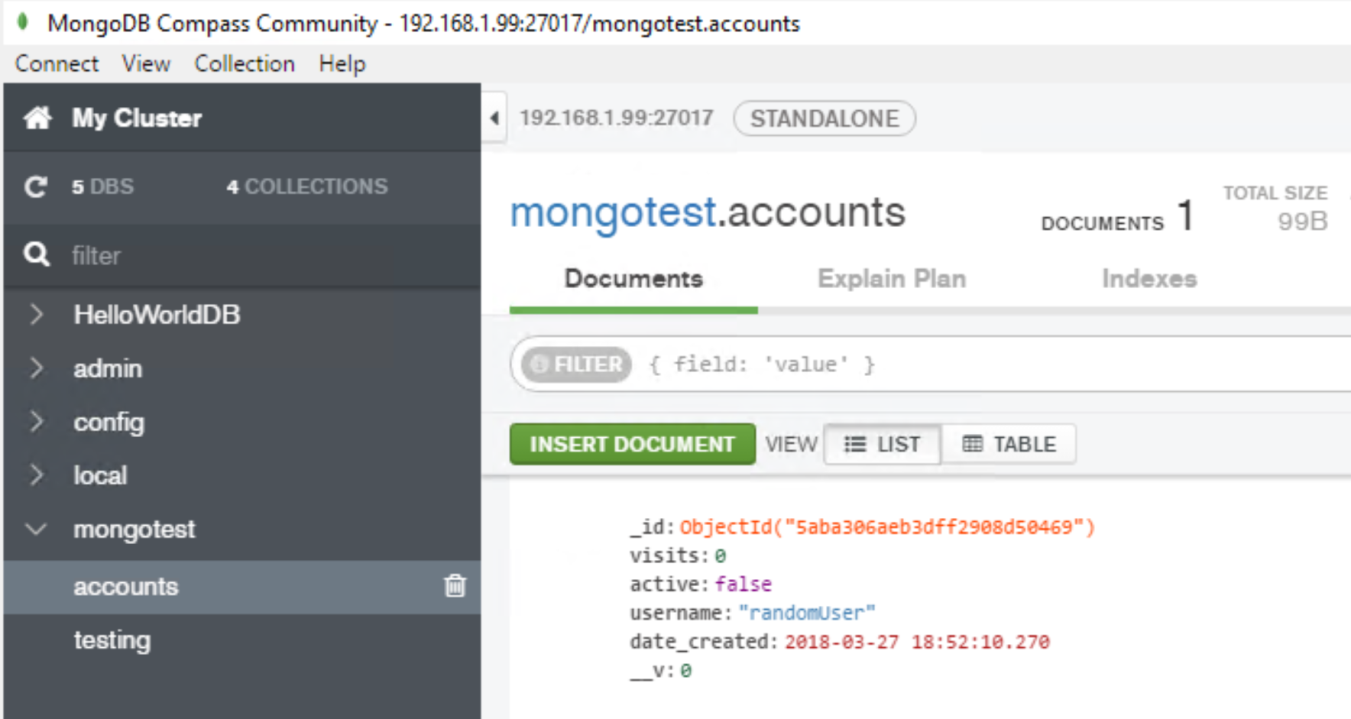 MongoDB Compass Community - 192.168.1.99:27017/mongotest.accounts
Connect View Collection Help
My Cluster
192.168.1.99:27017 STANDALONE
5 DBS 4 COLLECTIONS
mongotest.accounts
DOCUMENTS 1
TOTAL SIZE
99B
filter
Documents Explain Plan Indexes
HelloWorldDB
admin
config
local
mongotest
accounts
testing
FILTER { field: 'value' }
INSERT DOCUMENT VIEW LIST TABLE
_id: ObjectId("5aba306aeb3dff2908d50469")
visits: 0
active: false
username: "randomUser"
date_created: 2018-03-27 18:52:10.270
__v: 0